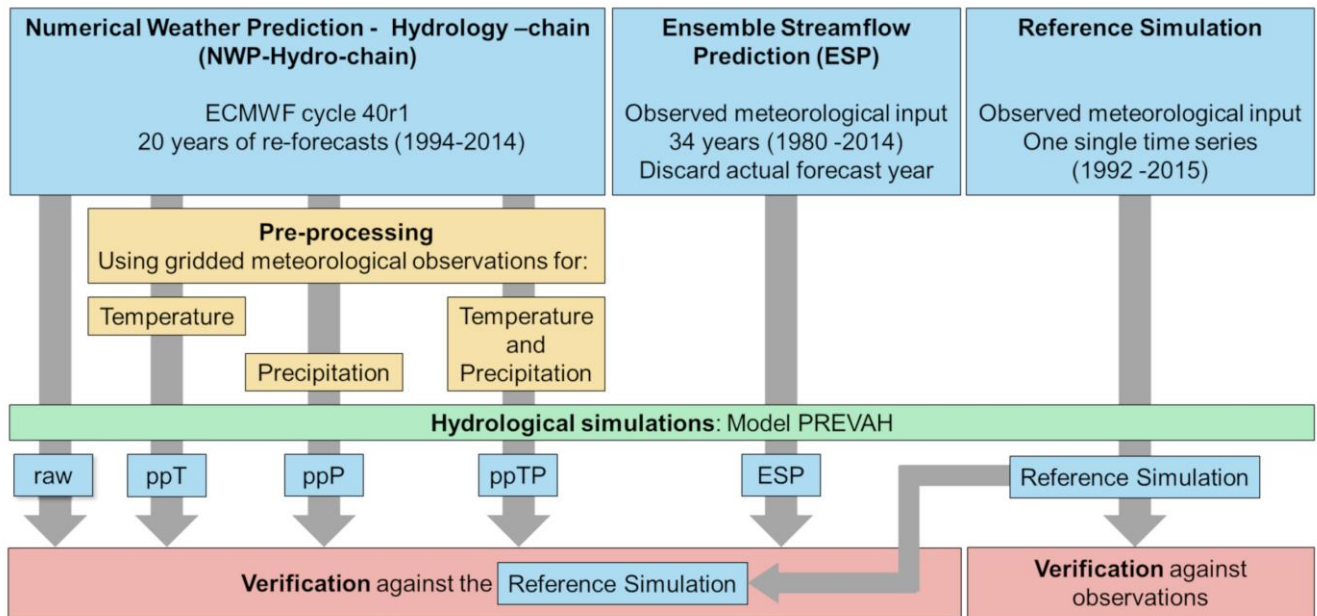 Numerical Weather Prediction - Hydrology –chain
(NWP-Hydro-chain)
ECMWF cycle 40r1
20 years of re-forecasts (1994-2014)
Ensemble Streamflow
Prediction (ESP)
Observed meteorological input
34 years (1980 -2014)
Discard actual forecast year
Reference Simulation
Observed meteorological input
One single time series
(1992 -2015)
Pre-processing
Using gridded meteorological observations for:
Temperature
Precipitation
Temperature
and
Precipitation
Hydrological simulations: Model PREVAH
raw
ppT
ppP
ppTP
ESP
Reference Simulation
Verification against the Reference Simulation
Verification against
observations